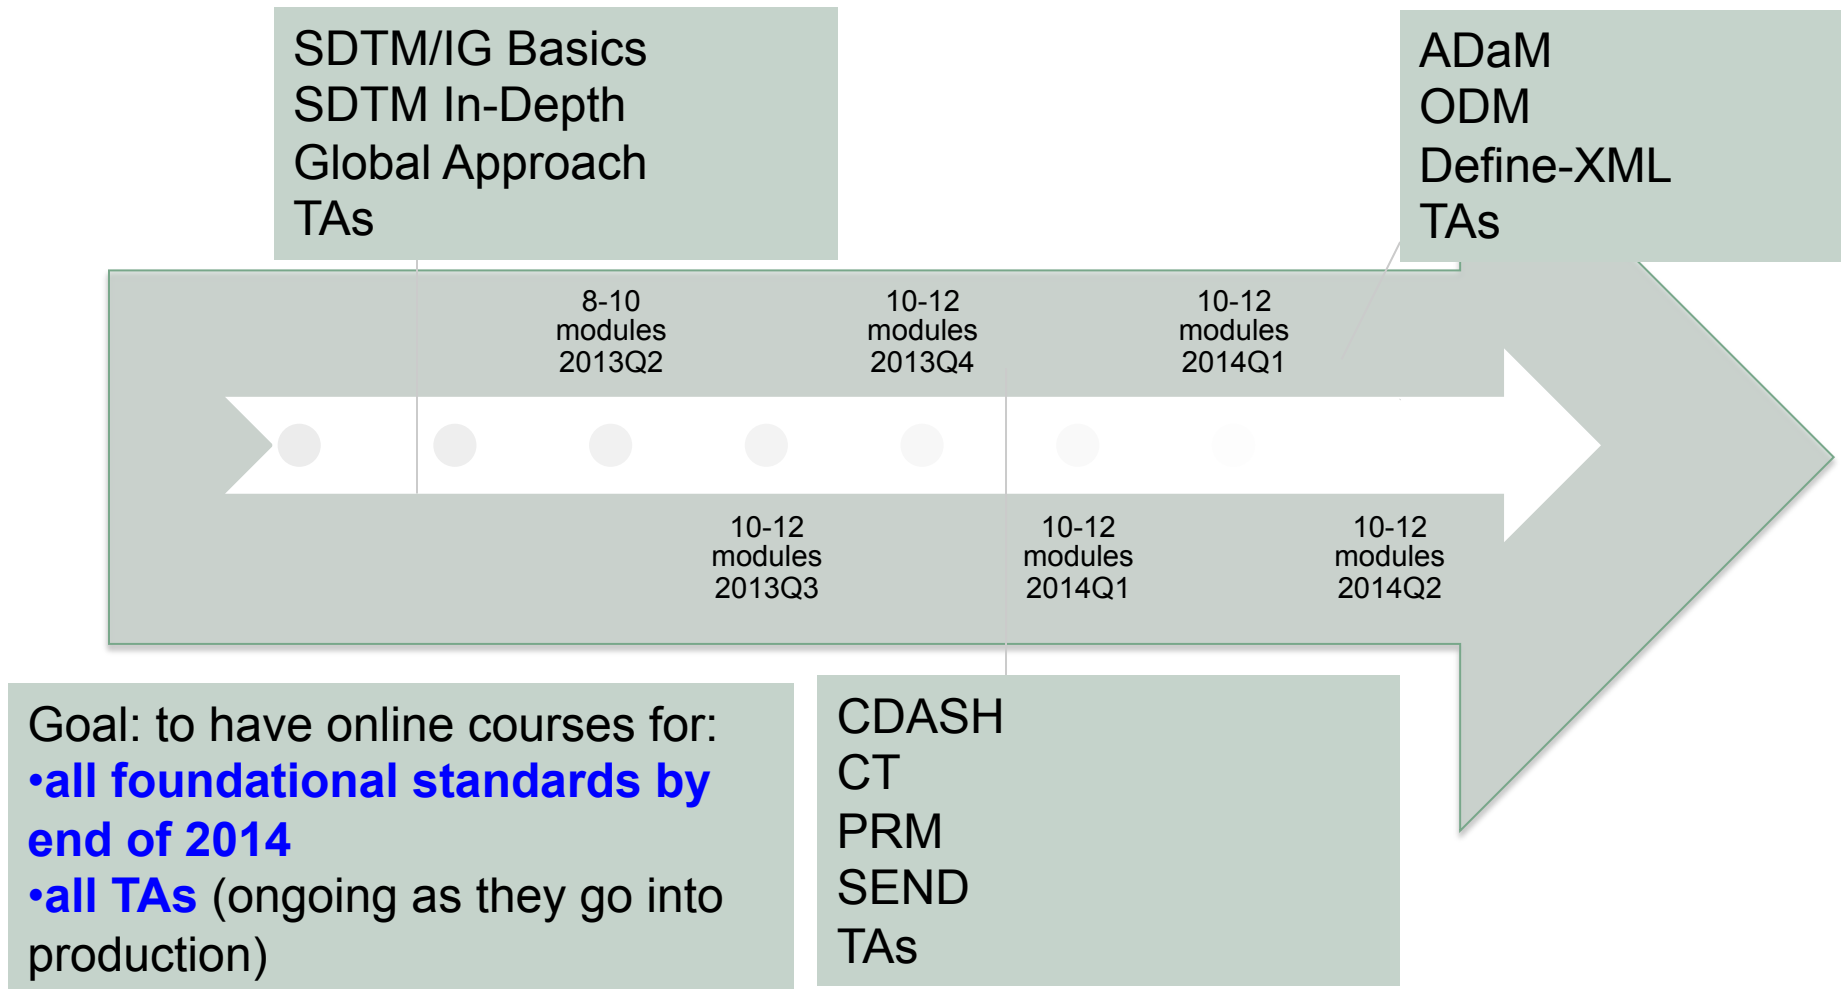 SDTM/IG Basics
SDTM In-Depth
Global Approach
TAs
ADaM
ODM
Define-XML
TAs
8-10
modules
2013Q2
10-12
modules
2013Q4
10-12
modules
2014Q1
10-12
modules
2013Q3
10-12
modules
2014Q1
10-12
modules
2014Q2
Goal: to have online courses for:
•all foundational standards by
end of 2014
•all TAs (ongoing as they go into
production)
CDASH
CT
PRM
SEND
TAs